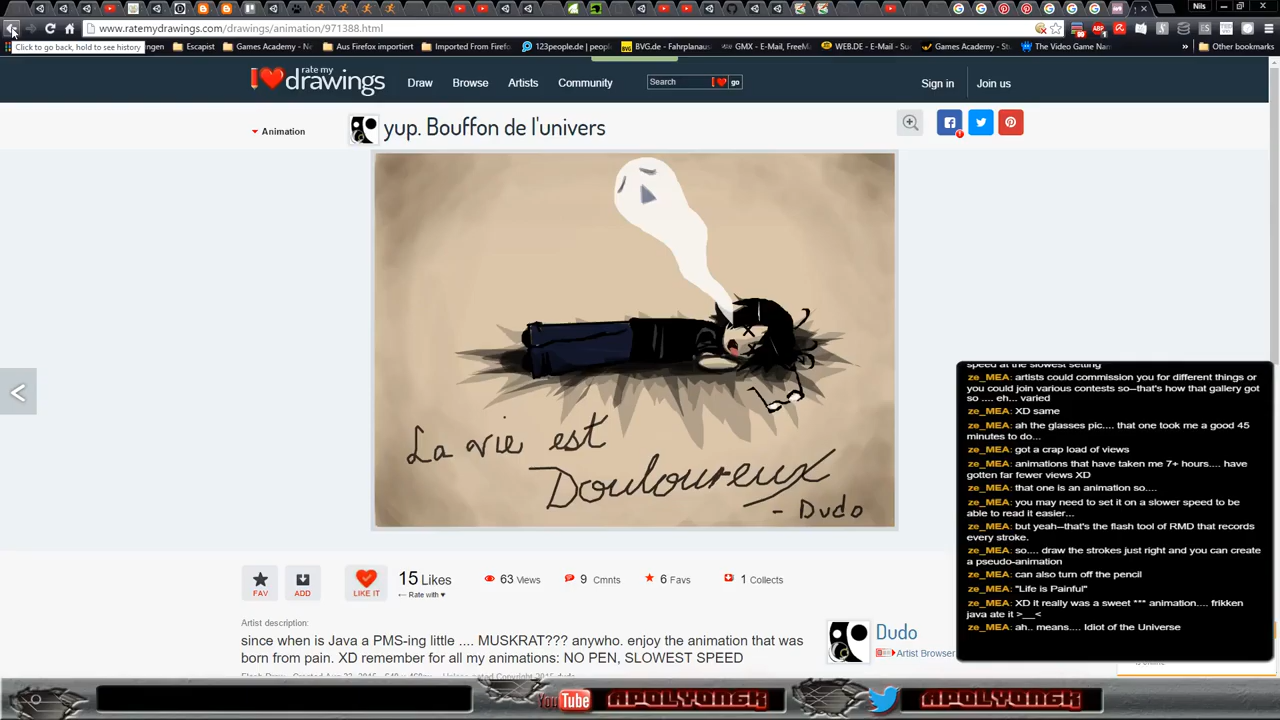 Nils
www.ratemydrawings.com/drawings/animation/971388.html
Click to go back, hold to see history
ngen
Escapist
Games Academy - Ne
Aus Firefox importiert
Imported From Firefo
123people.de | peopl
BVG.de - Fahrplanaus
GMX - E-Mail, FreeM
WEB.DE - E-Mail - Su
Games Academy - Stu
The Video Game Nam
»
Other bookmarks
I rate my drawings
Draw
Browse
Artists
Community
Search
I
go
Sign in
Join us
Animation
yup. Bouffon de l'univers
La vie est
Douloureux
- Dudo
<
speed at the slowest setting
ze_MEA: artists could commission you for different things or
you could join various contests so--that's how that gallery got
so .... eh... varied
ze_MEA: XD same
ze_MEA: ah the glasses pic.... that one took me a good 45
minutes to do...
ze_MEA: got a crap load of views
ze_MEA: animations that have taken me 7+ hours.... have
gotten far fewer views XD
ze_MEA: that one is an animation so....
ze_MEA: you may need to set it on a slower speed to be
able to read it easier...
ze_MEA: but yeah--that's the flash tool of RMD that records
every stroke.
ze_MEA: so.... draw the strokes just right and you can create
a pseudo-animation
ze_MEA: can also turn off the pencil
ze_MEA: "Life is Painful"
ze_MEA: XD it really was a sweet *** animation.... frikken
java ate it >__<
ze_MEA: ah.. means.... Idiot of the Universe
FAV
ADD
LIKE IT
15 Likes
Rate with ♥
63 Views
9 Cmnts
6 Favs
1 Collects
Artist description:
since when is Java a PMS-ing little .... MUSKRAT??? anywho. enjoy the animation that was
born from pain. XD remember for all my animations: NO PEN, SLOWEST SPEED
Dudo
Artist Browser
YouTube
APOLYONGK
APOLYONGK